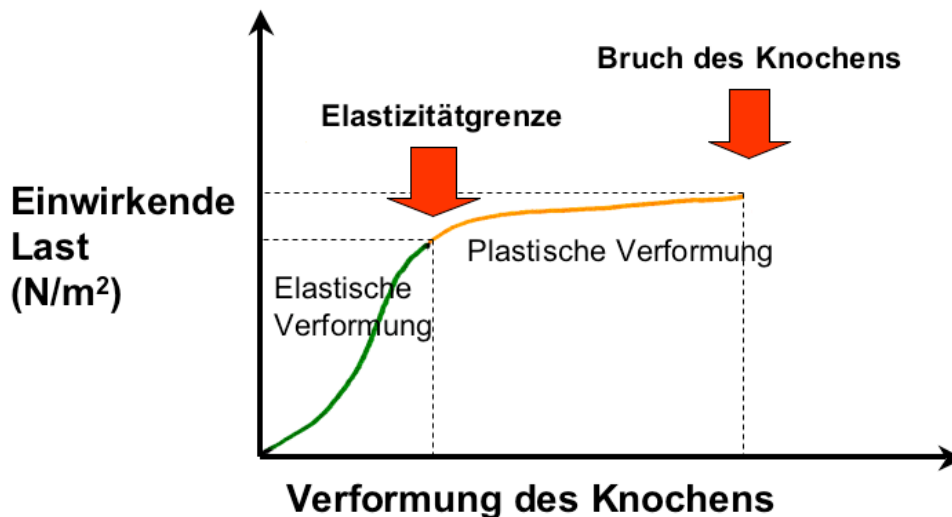 Bruch des Knochens
Elastizitätgrenze
Einwirkende
Last
(N/m²)
Plastische Verformung
Elastische
Verformung
Verformung des Knochens